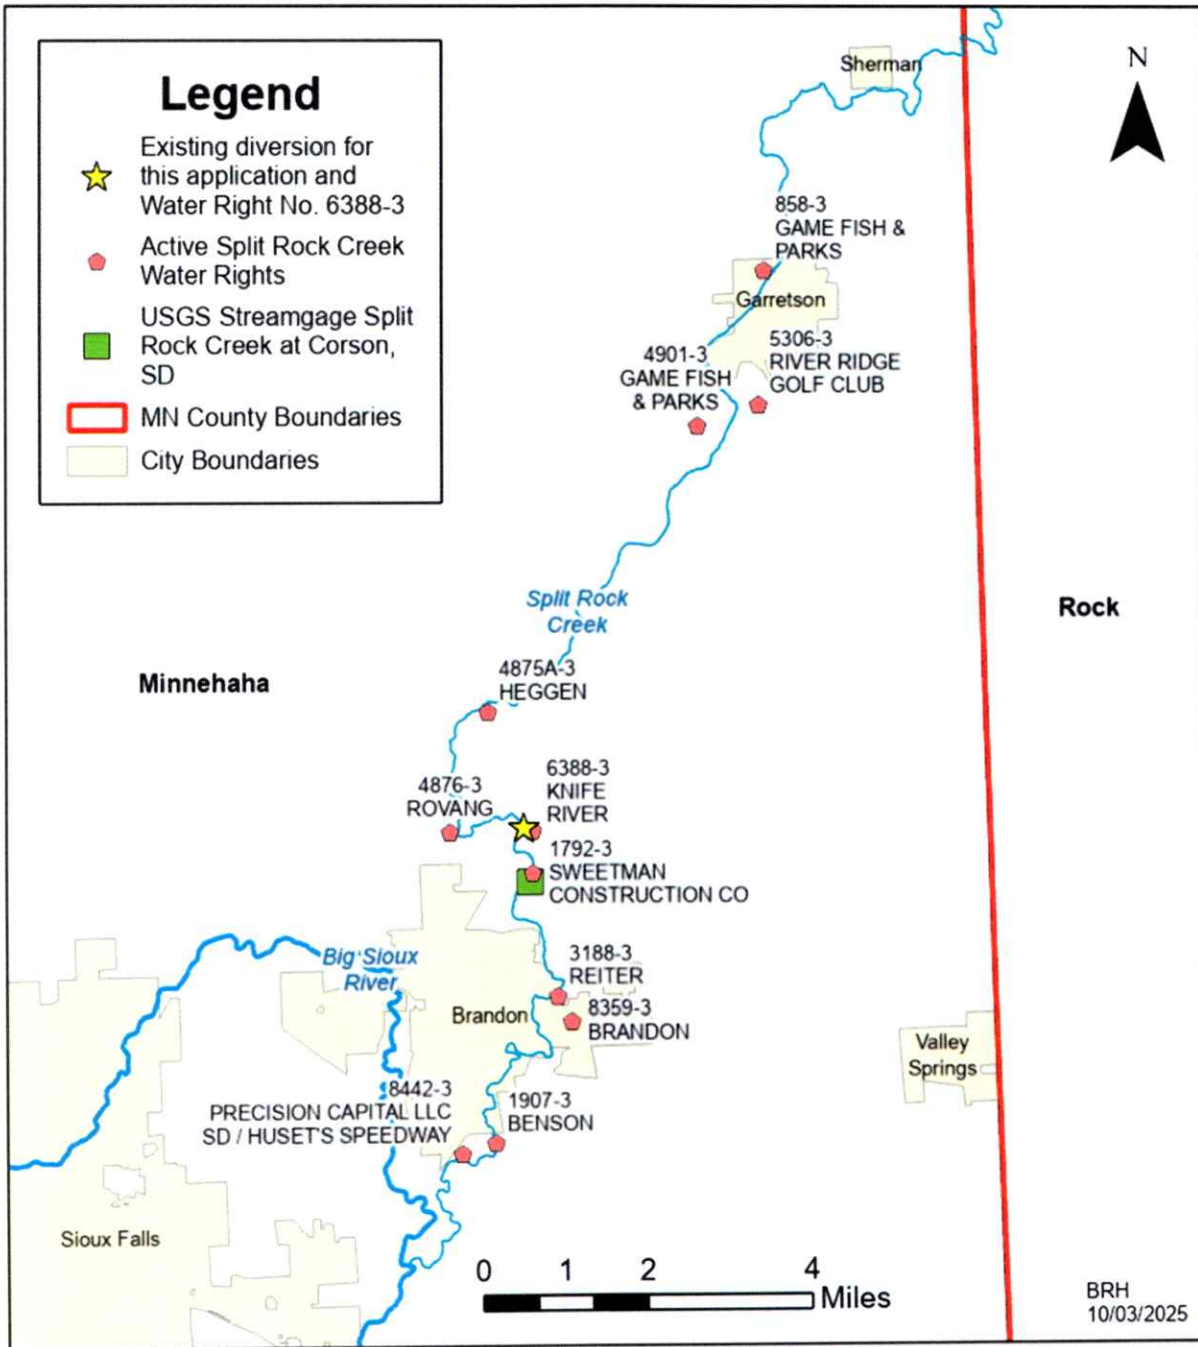 Legend
Existing diversion for
this application and
Water Right No. 6388-3
Active Split Rock Creek
Water Rights
USGS Streamgage Split
Rock Creek at Corson,
SD
MN County Boundaries
City Boundaries
N
Sherman
858-3
GAME FISH &
PARKS
Garretson
4901-3
GAME FISH
& PARKS
5306-3
RIVER RIDGE
GOLF CLUB
Split Rock
Creek
Rock
Minnehaha
4875A-3
HEGGEN
4876-3
ROVANG
6388-3
KNIFE
RIVER
1792-3
SWEETMAN
CONSTRUCTION CO
Big Sioux
River
3188-3
REITER
Brandon
8359-3
BRANDON
Valley
Springs
8442-3
PRECISION CAPITAL LLC
SD / HUSET'S SPEEDWAY
1907-3
BENSON
Sioux Falls
0 1 2 4
Miles
BRH
10/03/2025